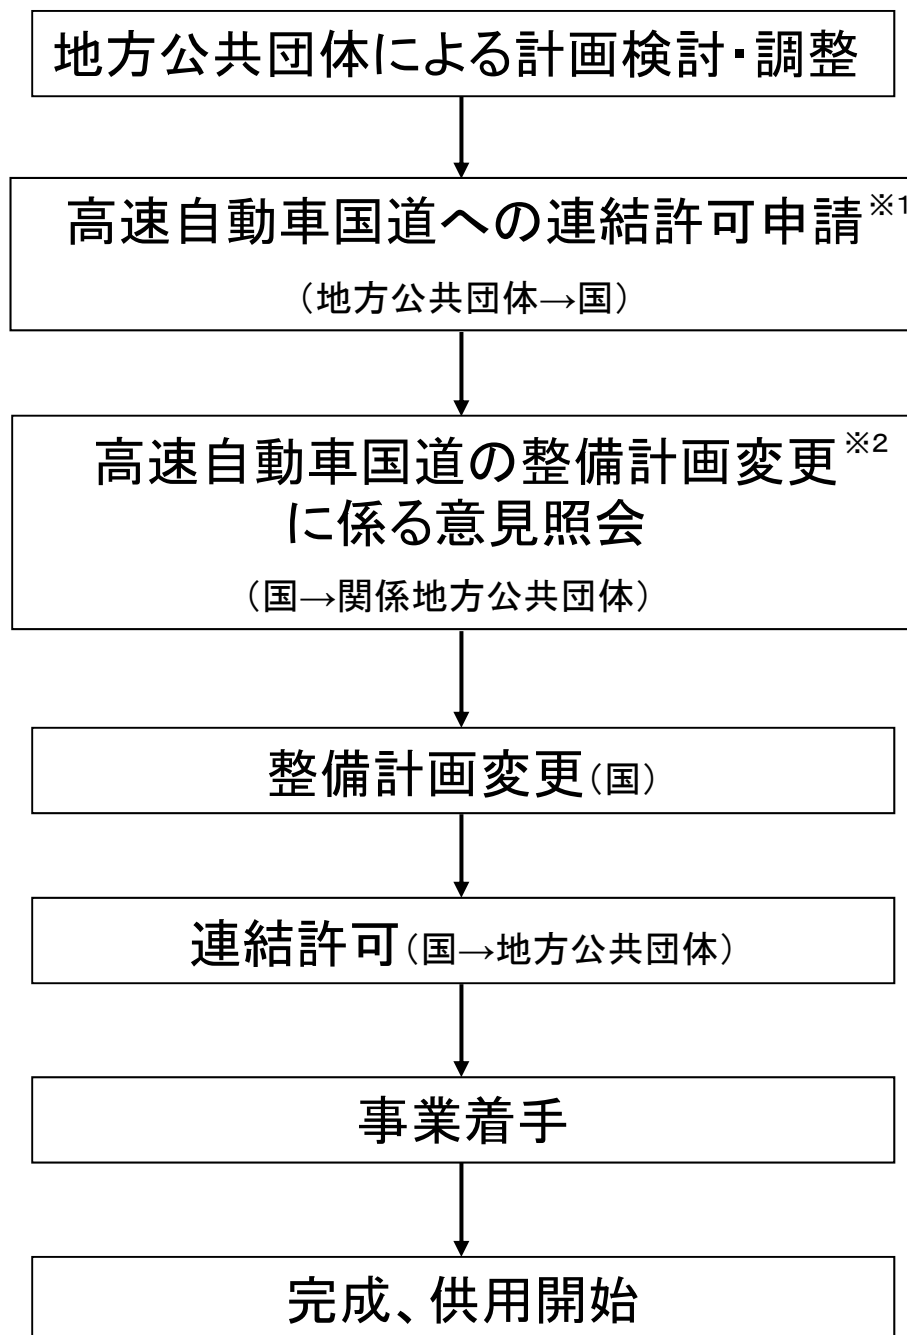 地方公共団体による計画検討・調整
高速自動車国道への連結許可申請※1
（地方公共団体→国）
高速自動車国道の整備計画変更※2
に係る意見照会
（国→関係地方公共団体）
整備計画変更（国）
連結許可（国→地方公共団体）
事業着手
完成、供用開始